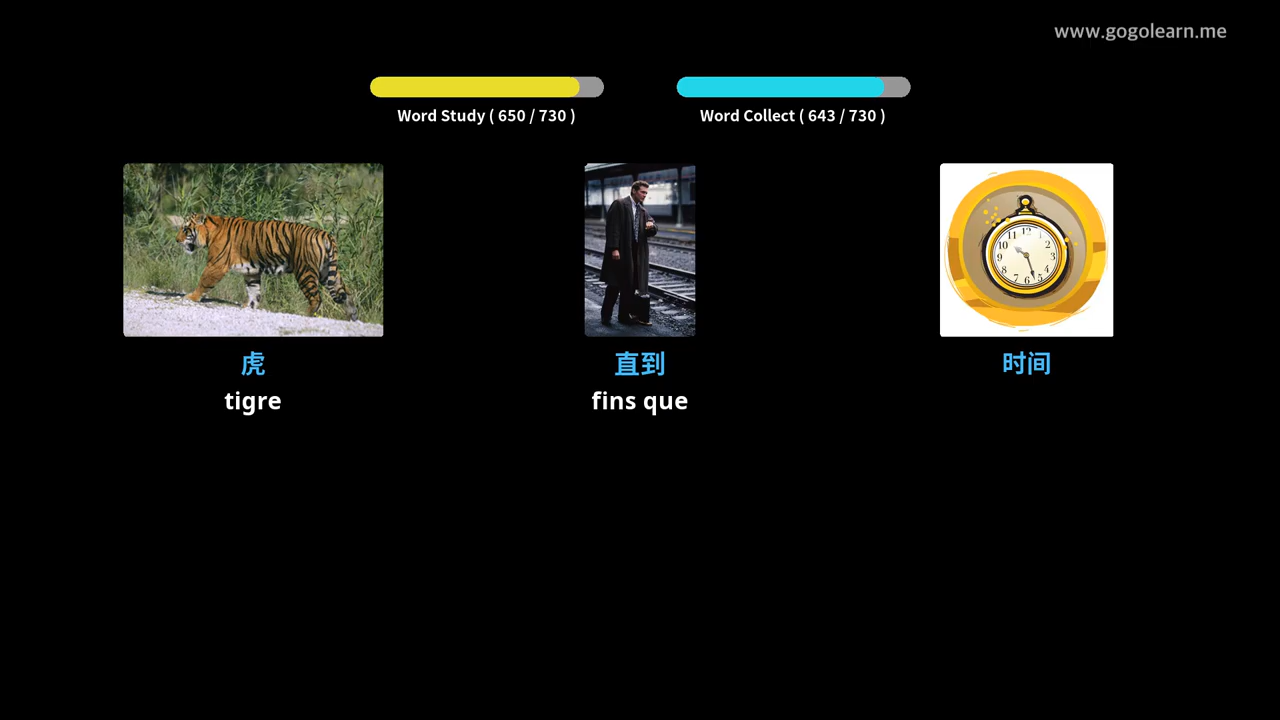 www.gogolearn.me
Word Study ( 650 / 730 )
Word Collect ( 643 / 730 )
虎
tigre
直到
fins que
时间